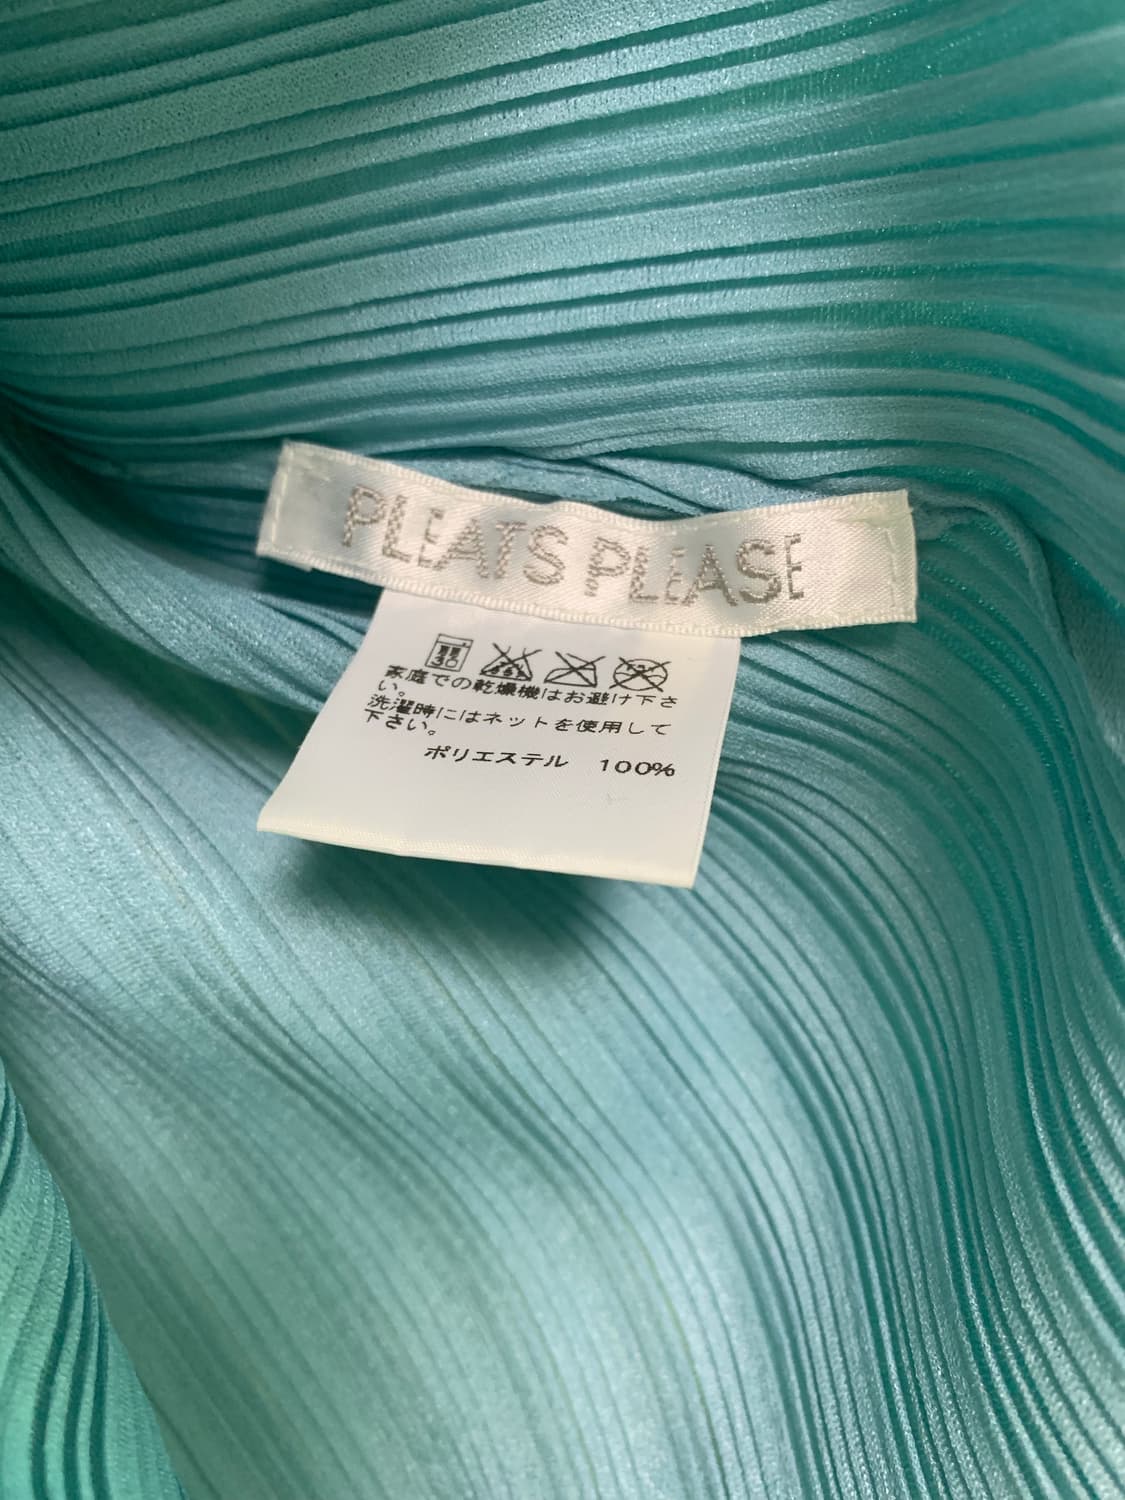 PLEATS PLEASE
弱
30
家庭での乾燥機はお避け下さ
い。
洗濯時にはネットを使用して
下さい。
ポリエステル 100%